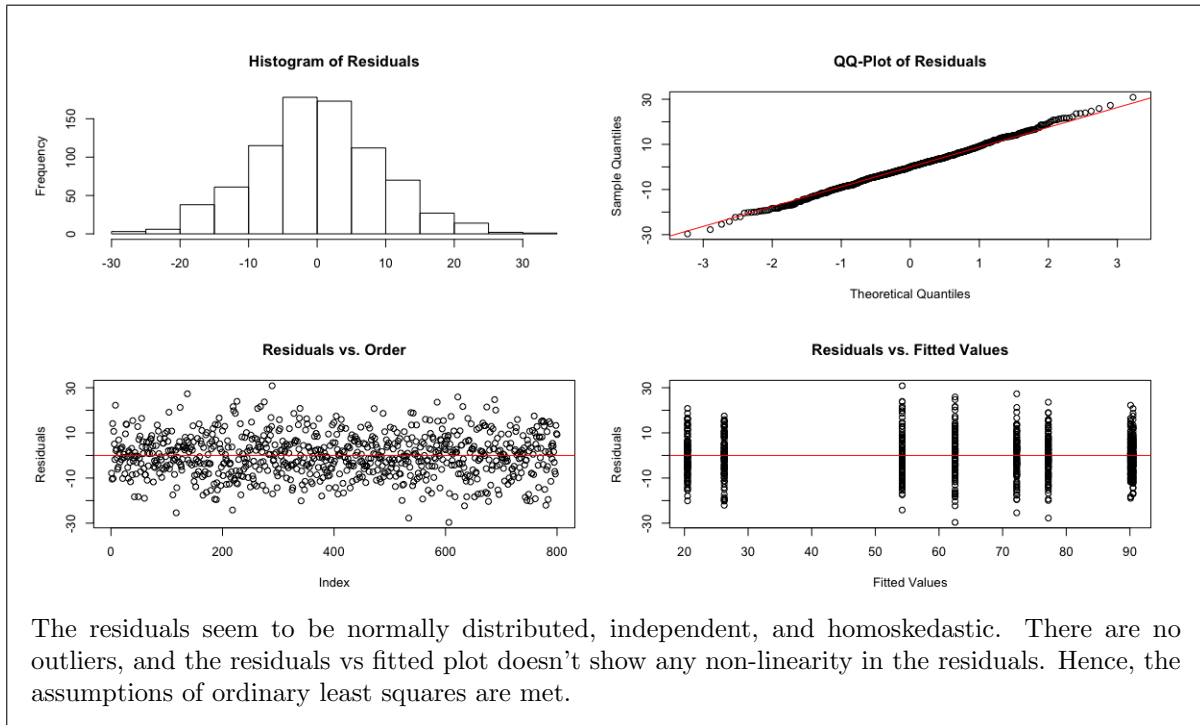 Histogram of Residuals
Frequency
0 50 100 150
-30 -20 -10 0 10 20 30
QQ-Plot of Residuals
Sample Quantiles
-30 -10 10 30
-3 -2 -1 0 1 2 3
Theoretical Quantiles
Residuals vs. Order
Residuals
-30 -10 10 30
0 200 400 600 800
Index
Residuals vs. Fitted Values
Residuals
-30 -10 10 30
20 30 40 50 60 70 80 90
Fitted Values
The residuals seem to be normally distributed, independent, and homoskedastic. There are no
outliers, and the residuals vs fitted plot doesn't show any non-linearity in the residuals. Hence, the
assumptions of ordinary least squares are met.